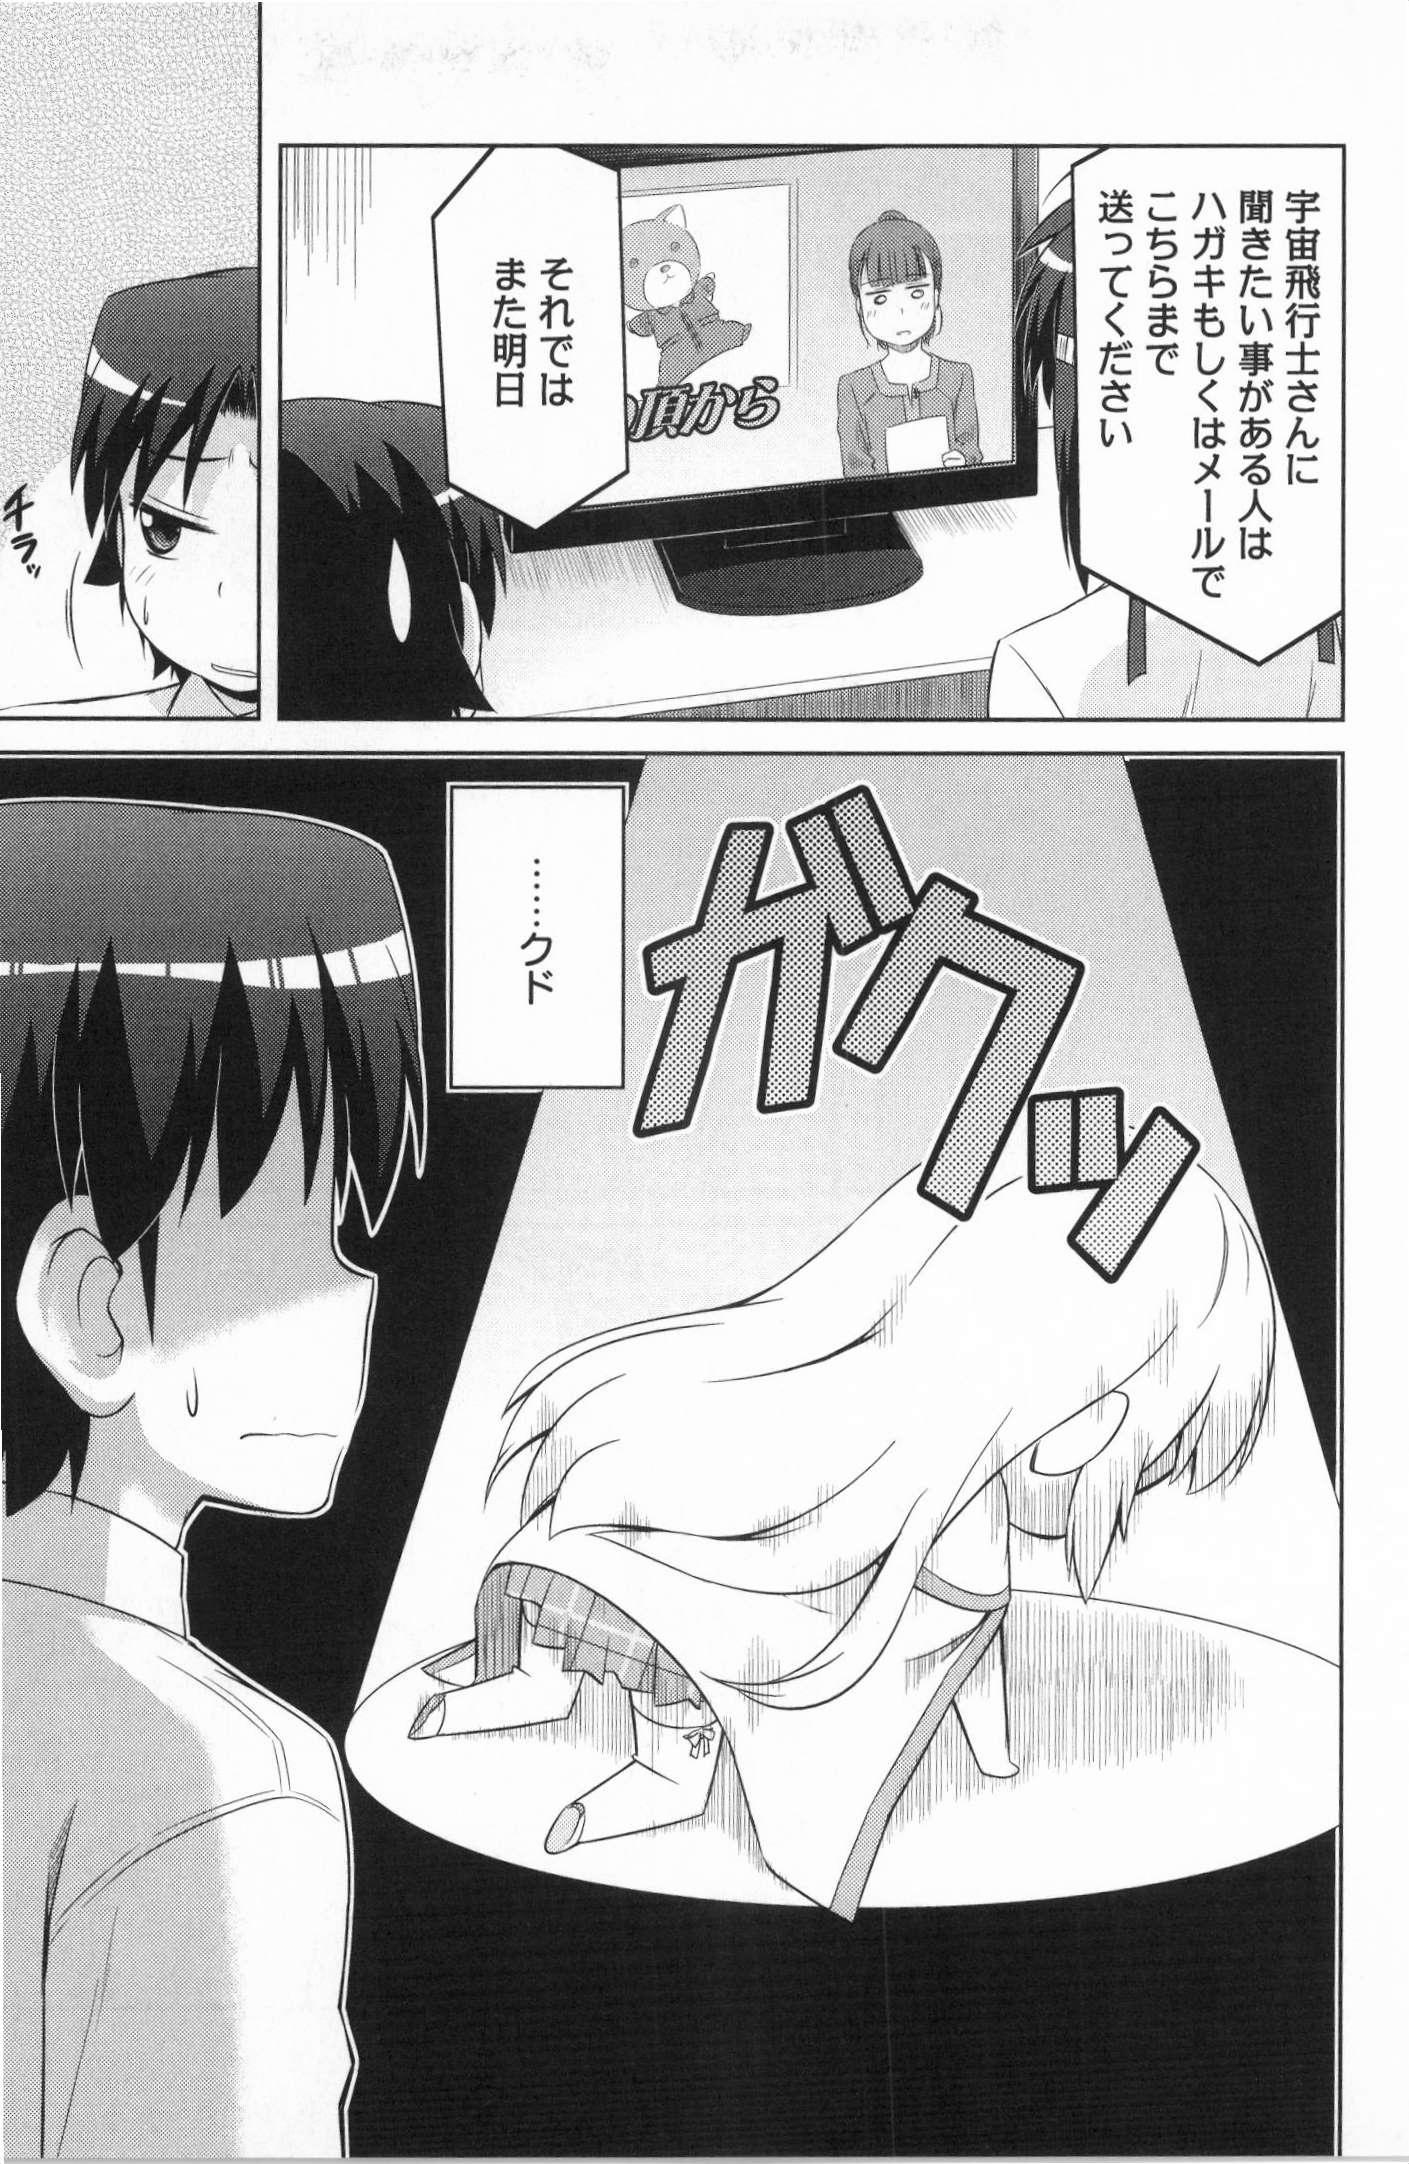 宇宙飛行士さんに
聞きたい事がある人は
ハガキもしくはメールで
こちらまで
送ってください
頂から
それでは
また明日
チラッ
ガクッ
……クド